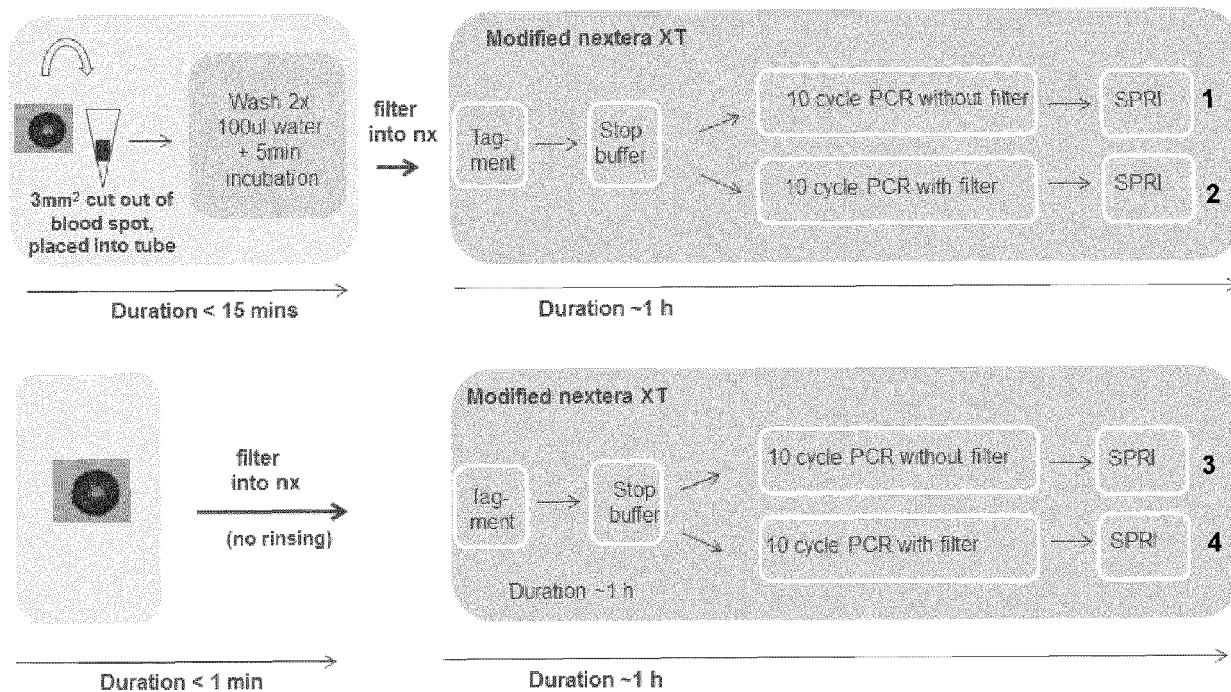 Modified nextera XT
Wash 2x
100ul water
+ 5min
incubation
3mm² cut out of
blood spot,
placed into tube
filter
into nx
Tag-
ment
Stop
buffer
10 cycle PCR without filter
SPRI
1
10 cycle PCR with filter
SPRI
2
Duration < 15 mins
Duration ~1 h
filter
into nx
(no rinsing)
Modified nextera XT
Tag-
ment
Stop
buffer
10 cycle PCR without filter
SPRI
3
10 cycle PCR with filter
SPRI
4
Duration ~1 h
Duration < 1 min
Duration ~1 h